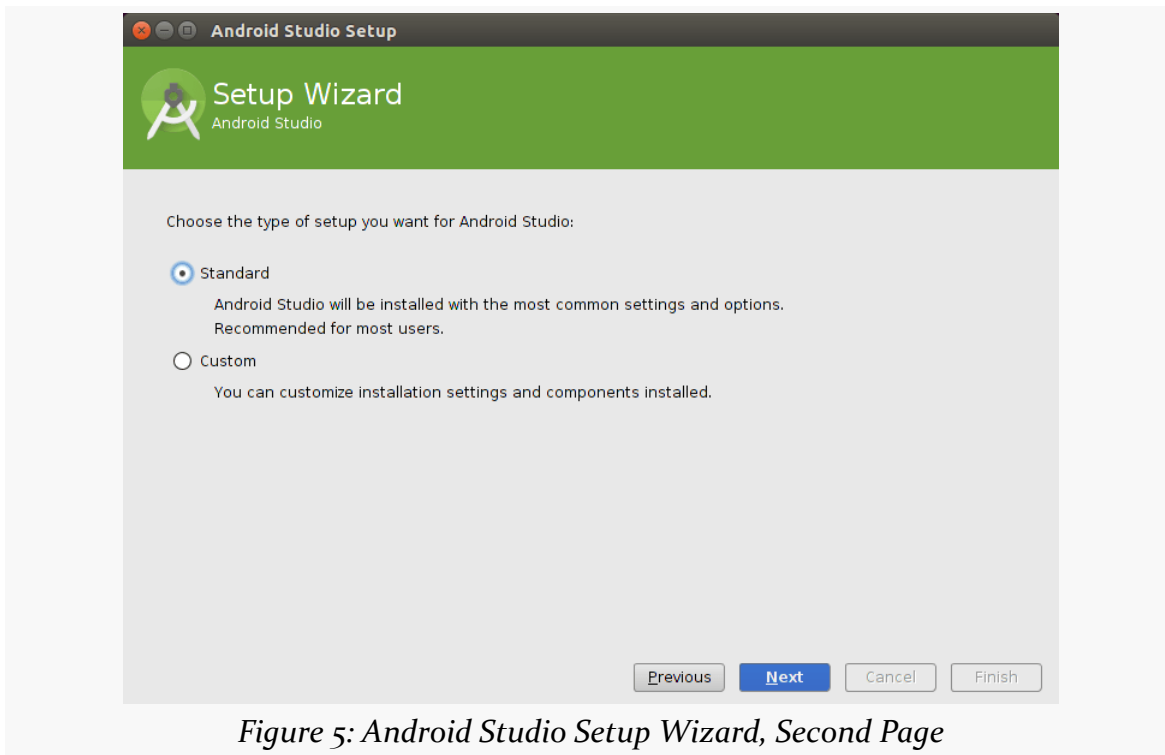 Android Studio Setup
Setup Wizard
Android Studio
Choose the type of setup you want for Android Studio:
Standard
Android Studio will be installed with the most common settings and options.
Recommended for most users.
Custom
You can customize installation settings and components installed.
Previous Next Cancel Finish
Figure 5: Android Studio Setup Wizard, Second Page